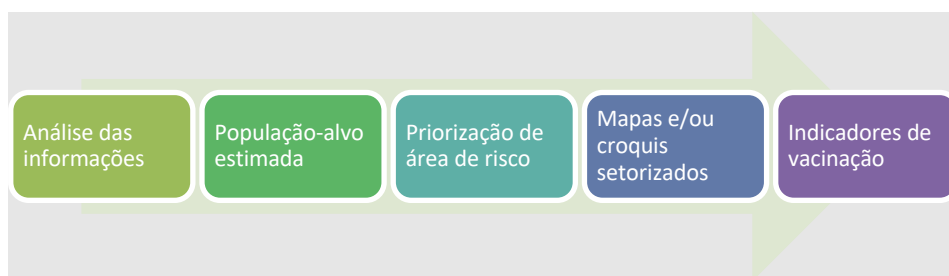 Análise das
informações
População-alvo
estimada
Priorização de
área de risco
Mapas e/ou
croquis
setorizados
Indicadores de
vacinação